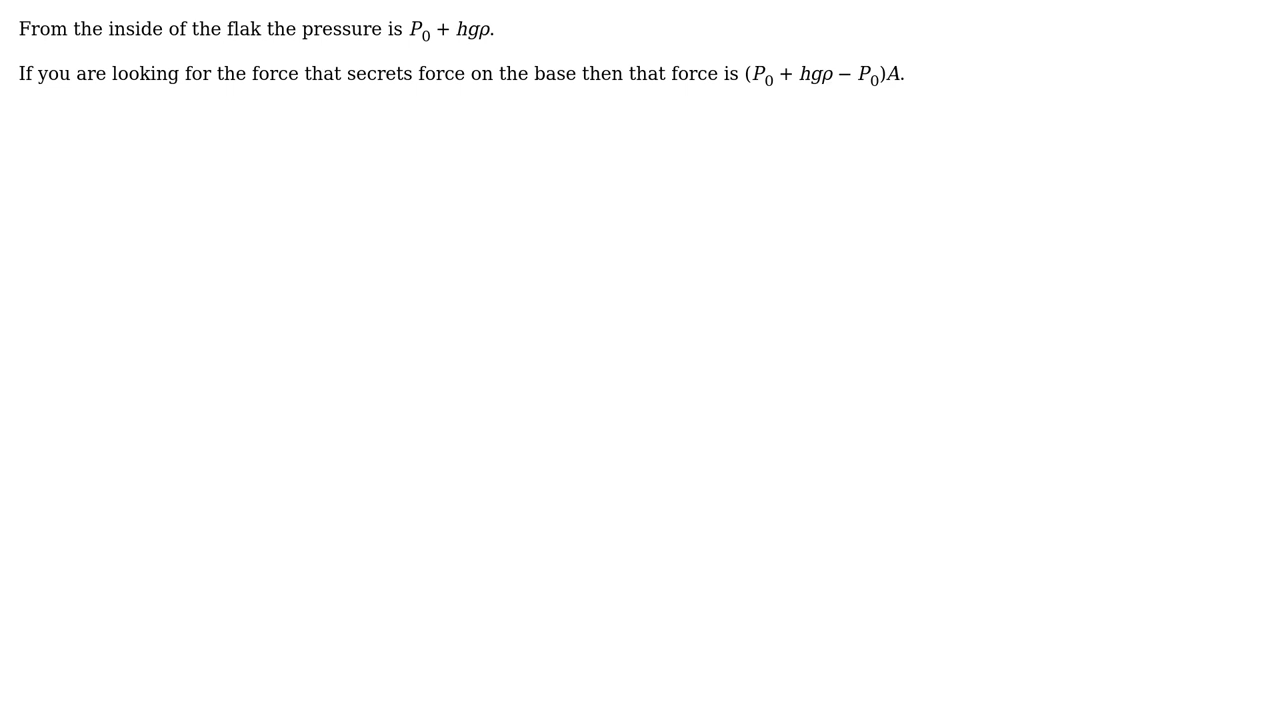 From the inside of the flak the pressure is P₀ + hgρ.
If you are looking for the force that secrets force on the base then that force is (P₀ + hgρ − P₀)A.